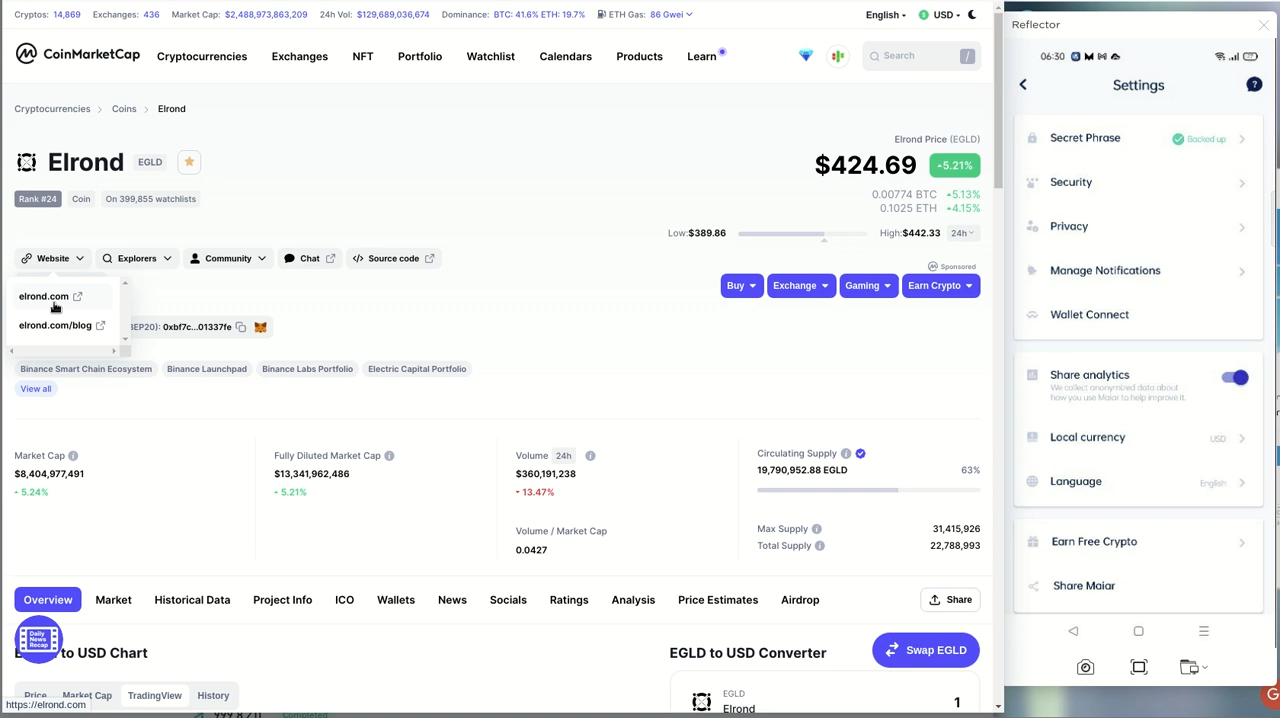 Cryptos: 14,869 Exchanges: 436 Market Cap: $2,488,973,863,209 24h Vol: $129,689,036,674 Dominance: BTC: 41.6% ETH: 19.7% ETH Gas: 86 Gwei English USD
CoinMarketCap Cryptocurrencies Exchanges NFT Portfolio Watchlist Calendars Products Learn Search /
Cryptocurrencies Coins Elrond
Elrond EGLD
Rank #24 Coin On 399,855 watchlists
Elrond Price (EGLD)
$424.69 5.21%
0.00774 BTC 5.13%
0.1025 ETH 4.15%
Low:$389.86 High:$442.33 24h
Website Explorers Community Chat Source code
Sponsored
Buy Exchange Gaming Earn Crypto
elrond.com
elrond.com/blog
BEP20): 0xbf7c...01337fe
Binance Smart Chain Ecosystem Binance Launchpad Binance Labs Portfolio Electric Capital Portfolio
View all
Market Cap
$8,404,977,491
5.24%
Fully Diluted Market Cap
$13,341,962,486
5.21%
Volume 24h
$360,191,238
13.47%
Volume / Market Cap
0.0427
Circulating Supply
19,790,952.88 EGLD 63%
Max Supply 31,415,926
Total Supply 22,788,993
Overview Market Historical Data Project Info ICO Wallets News Socials Ratings Analysis Price Estimates Airdrop Share
Daily
News
Recap
to USD Chart
EGLD to USD Converter
Swap EGLD
Price Market Cap TradingView History
EGLD
Elrond 1
https://elrond.com
Reflector
06:30
Settings
Secret Phrase Backed up
Security
Privacy
Manage Notifications
Wallet Connect
Share analytics
We collect anonymized data about
how you use Maiar to help improve it.
Local currency USD
Language English
Earn Free Crypto
Share Maiar